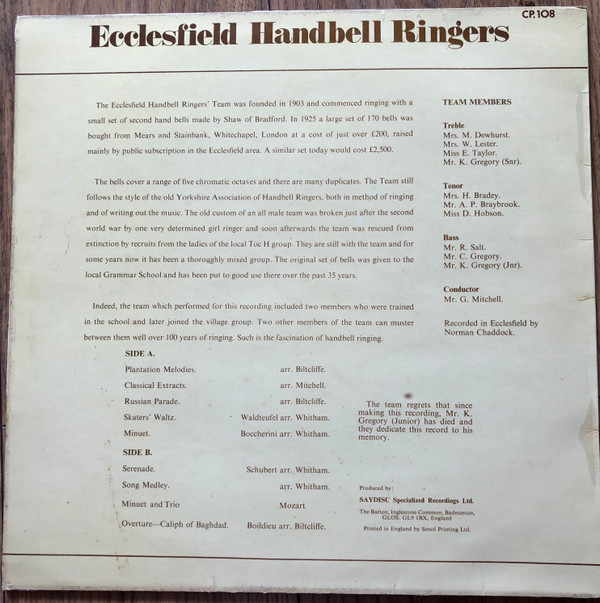 CP.108
Ecclesfield Handbell Ringers
The Ecclesfield Handbell Ringers' Team was founded in 1903 and commenced ringing with a
small set of second hand bells made by Shaw of Bradford. In 1925 a large set of 170 bells was
bought from Mears and Stainbank, Whitechapel, London at a cost of just over £200, raised
mainly by public subscription in the Ecclesfield area. A similar set today would cost £2,500.
The bells cover a range of five chromatic octaves and there are many duplicates. The Team still
follows the style of the old Yorkshire Association of Handbell Ringers, both in method of ringing
and of writing out the music. The old custom of an all male team was broken just after the second
world war by one very determined girl ringer and soon afterwards the team was rescued from
extinction by recruits from the ladies of the local Toc H group. They are still with the team and for
some years now it has been a thoroughly mixed group. The original set of bells was given to the
local Grammar School and has been put to good use there over the past 35 years.
Indeed, the team which performed for this recording included two members who were trained
in the school and later joined the village group. Two other members of the team can muster
between them well over 100 years of ringing. Such is the fascination of handbell ringing.
TEAM MEMBERS
Treble
Mrs. M. Dewhurst.
Mrs. W. Lester.
Miss E. Taylor.
Mr. K. Gregory (Snr).
Tenor
Mrs. H. Bradey.
Mr. A. P. Braybrook.
Miss D. Hobson.
Bass
Mr. R. Salt.
Mr. C. Gregory.
Mr. K. Gregory (Jnr).
Conductor
Mr. G. Mitchell.
Recorded in Ecclesfield by
Norman Chaddock.
SIDE A.
Plantation Melodies. arr. Biltcliffe.
Classical Extracts. arr. Mitchell.
Russian Parade. arr. Biltcliffe.
Skaters' Waltz. Waldteufel arr. Whitham.
Minuet. Boccherini arr. Whitham.
SIDE B.
Serenade. Schubert arr. Whitham.
Song Medley. arr. Whitham.
Minuet and Trio Mozart
Overture—Caliph of Baghdad. Boildieu arr. Biltcliffe.
The team regrets that since
making this recording, Mr. K.
Gregory (Junior) has died and
they dedicate this record to his
memory.
Produced by:
SAYDISC Specialized Recordings Ltd.
The Barton, Inglestone Common, Badminton,
GLOS. GL9 1BX, England
Printed in England by Senol Printing Ltd.